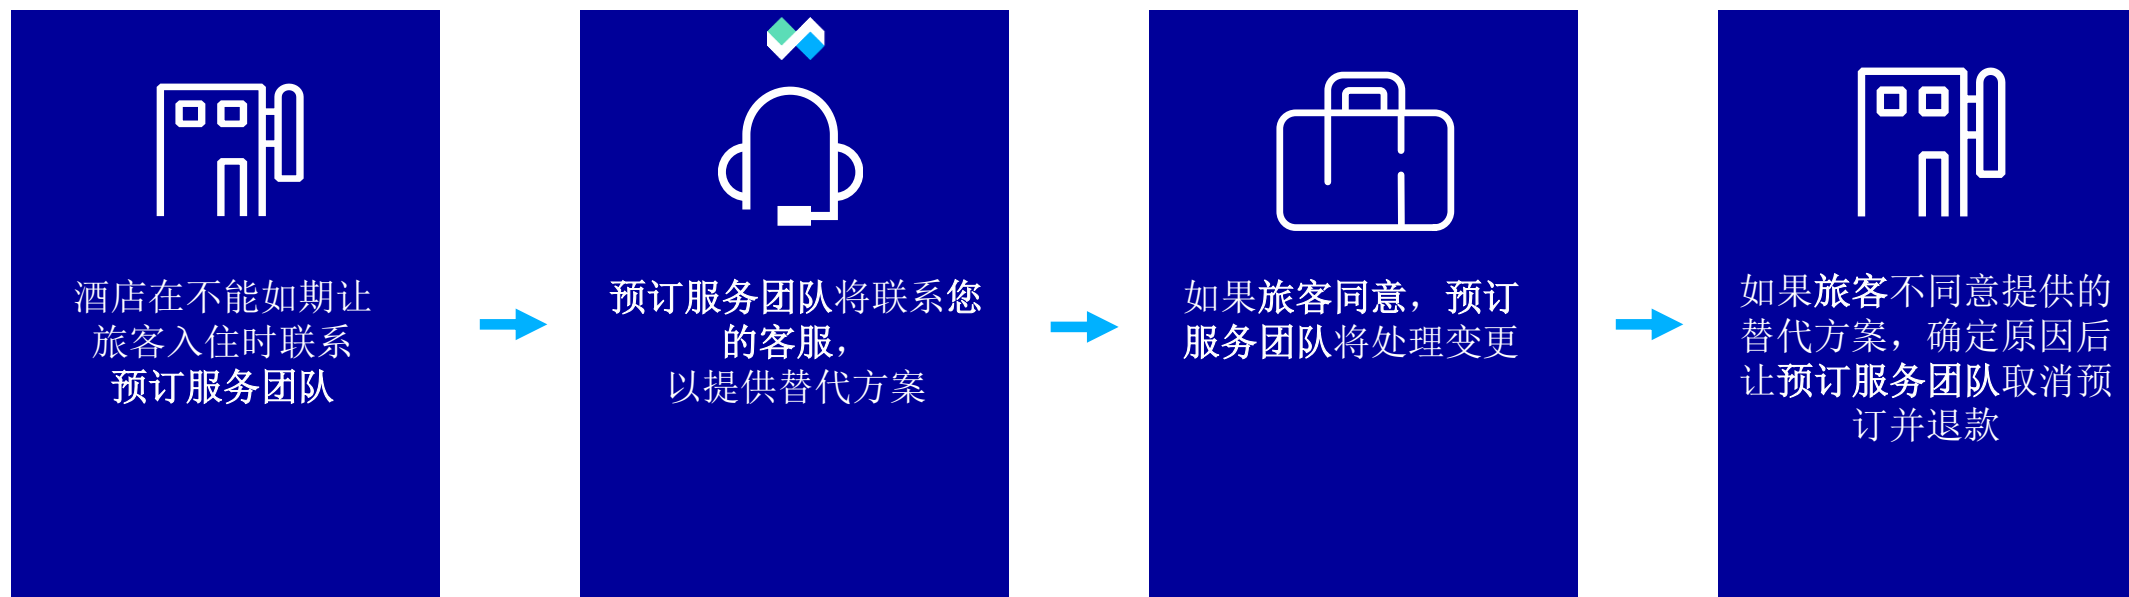 酒店在不能如期让
旅客入住时联系
预订服务团队
预订服务团队将联系您
的客服，
以提供替代方案
如果旅客同意，预订
服务团队将处理变更
如果旅客不同意提供的
替代方案，确定原因后
让预订服务团队取消预
订并退款